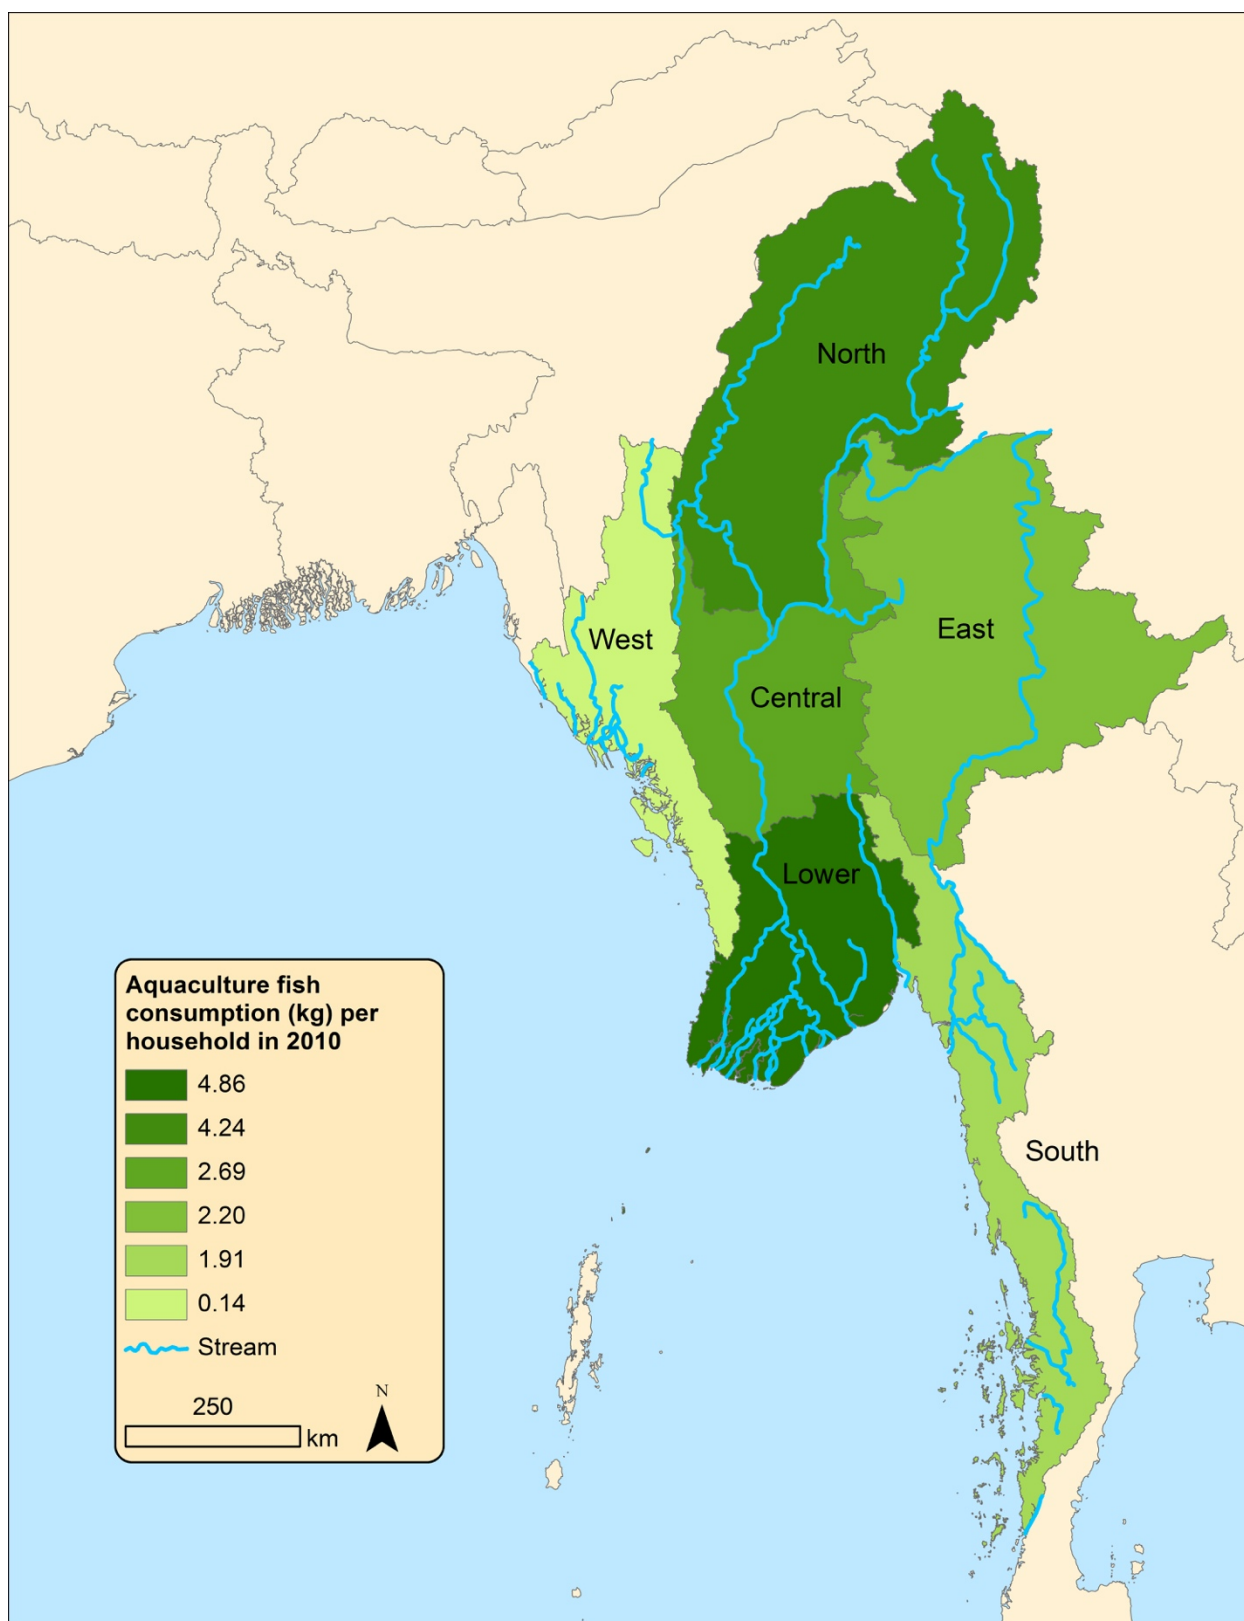 North
East
West
Central
Lower
South
Aquaculture fish
consumption (kg) per
household in 2010
4.86
4.24
2.69
2.20
1.91
0.14
Stream
250
km
N